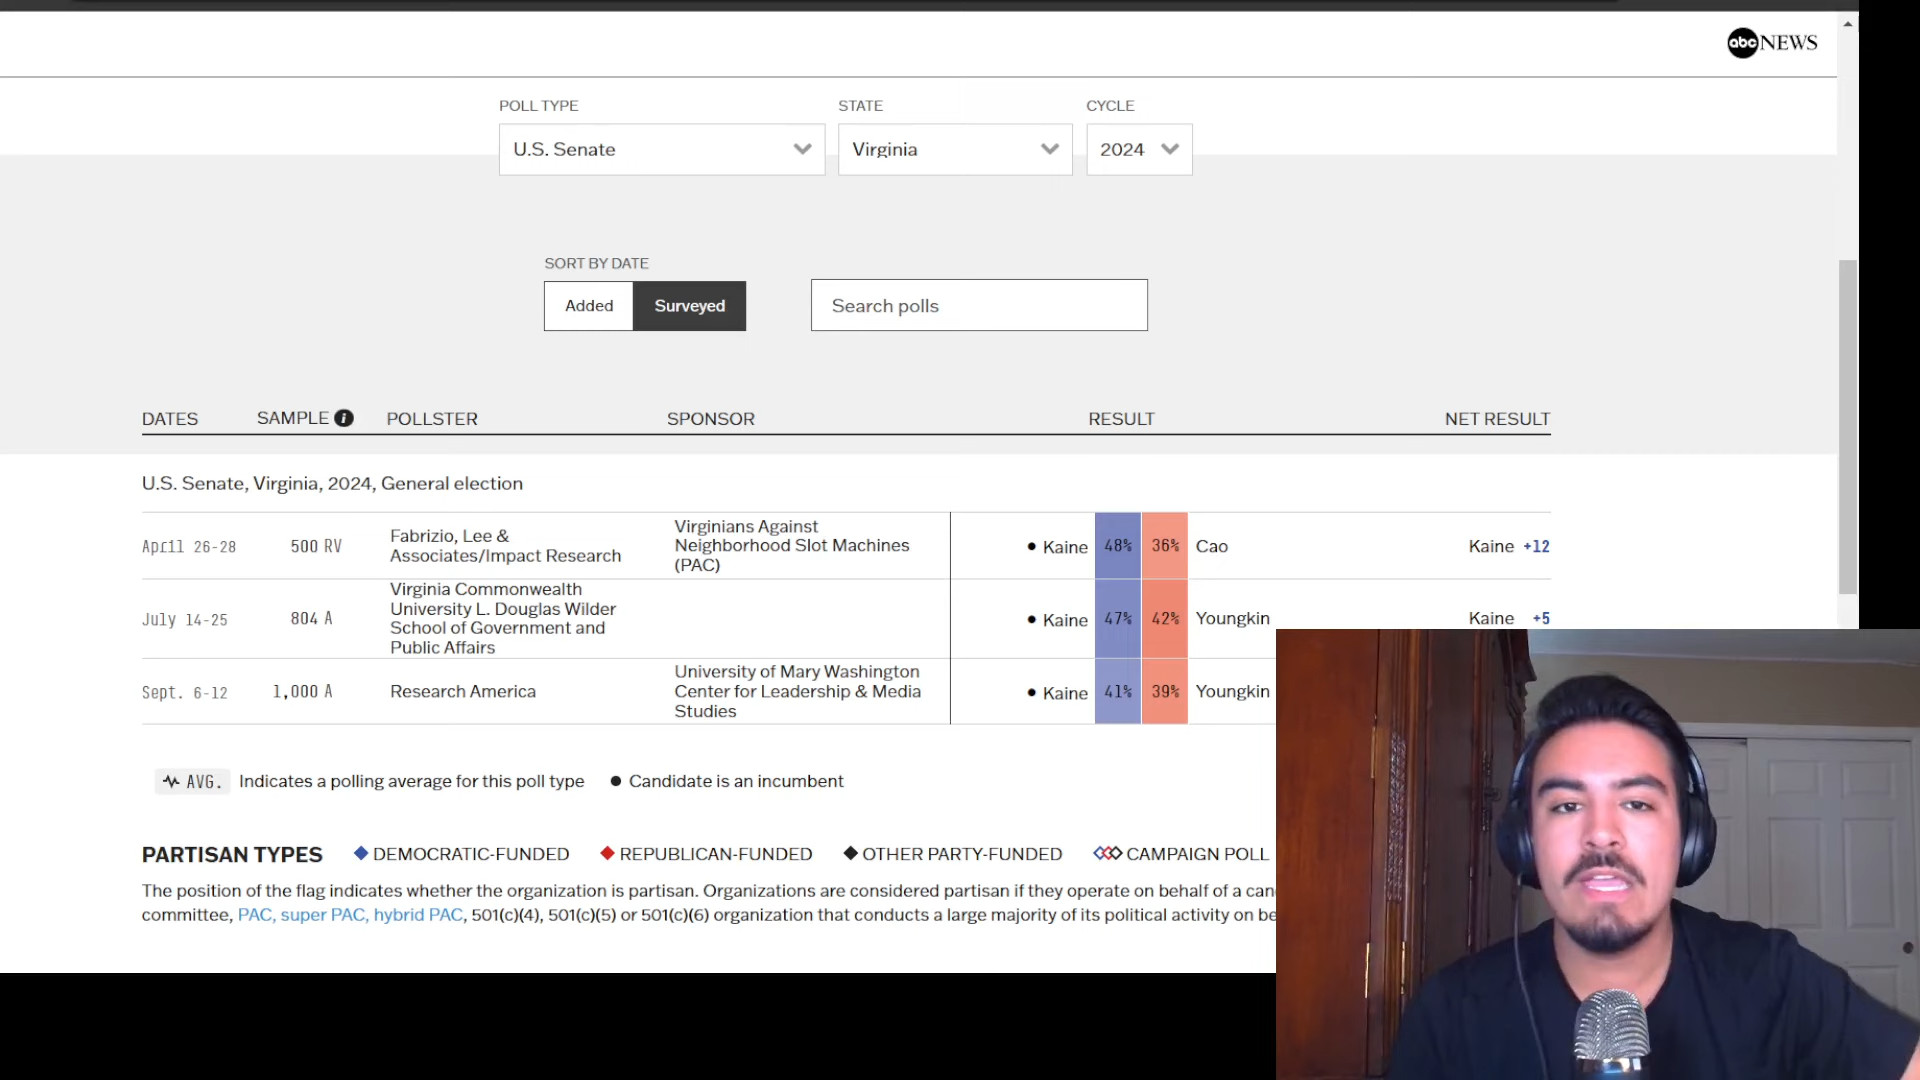 abc NEWS
POLL TYPE STATE CYCLE
U.S. Senate Virginia 2024
SORT BY DATE
Added Surveyed Search polls
DATES SAMPLE i POLLSTER SPONSOR RESULT NET RESULT
U.S. Senate, Virginia, 2024, General election
April 26-28 500 RV Fabrizio, Lee & Associates/Impact Research Virginians Against Neighborhood Slot Machines (PAC) Kaine 48% 36% Cao Kaine +12
July 14-25 804 A Virginia Commonwealth University L. Douglas Wilder School of Government and Public Affairs Kaine 47% 42% Youngkin Kaine +5
Sept. 6-12 1,000 A Research America University of Mary Washington Center for Leadership & Media Studies Kaine 41% 39% Youngkin
AVG. Indicates a polling average for this poll type ● Candidate is an incumbent
PARTISAN TYPES DEMOCRATIC-FUNDED REPUBLICAN-FUNDED OTHER PARTY-FUNDED CAMPAIGN POLL
The position of the flag indicates whether the organization is partisan. Organizations are considered partisan if they operate on behalf of a can
committee, PAC, super PAC, hybrid PAC, 501(c)(4), 501(c)(5) or 501(c)(6) organization that conducts a large majority of its political activity on be